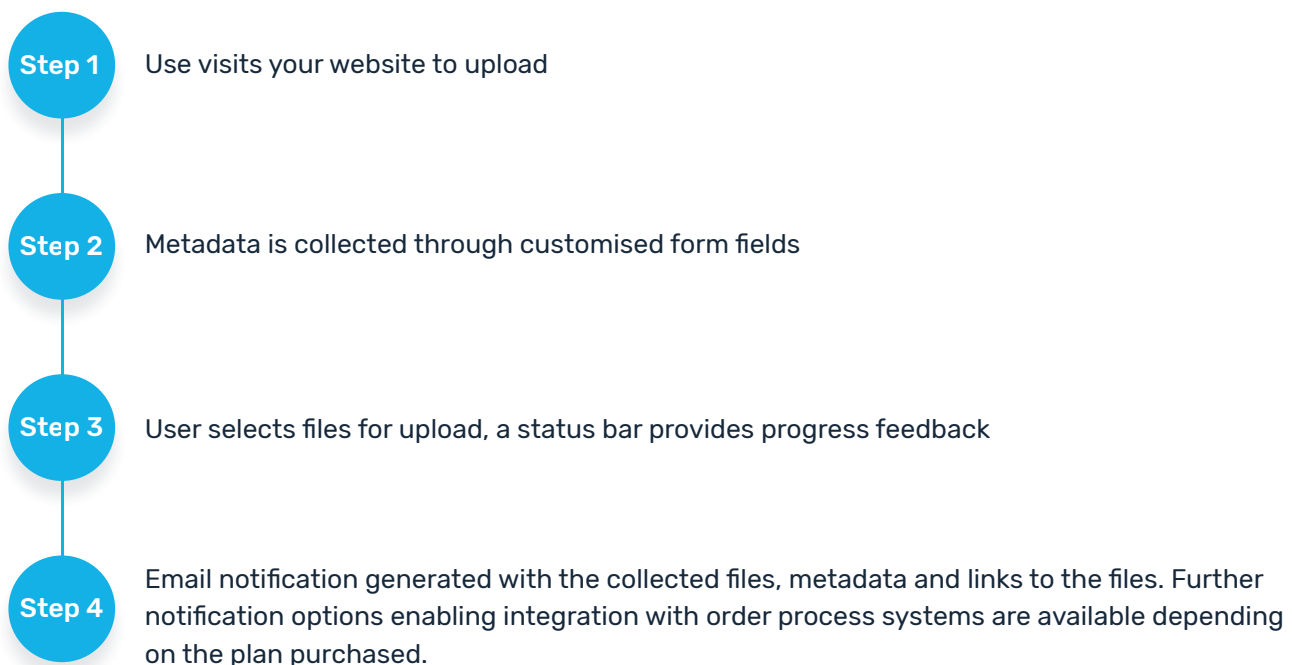 Step 1
Use visits your website to upload
Step 2
Metadata is collected through customised form fields
Step 3
User selects files for upload, a status bar provides progress feedback
Step 4
Email notification generated with the collected files, metadata and links to the files. Further
notification options enabling integration with order process systems are available depending
on the plan purchased.